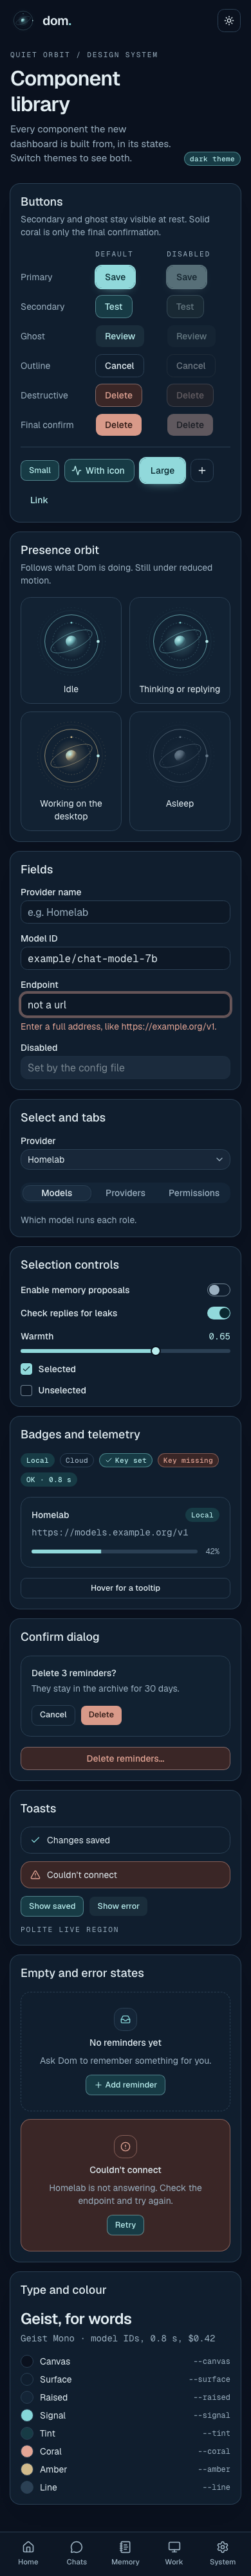 dom.
QUIET ORBIT / DESIGN SYSTEM
Component
library
Every component the new
dashboard is built from, in its states.
Switch themes to see both.
dark theme
Buttons
Secondary and ghost stay visible at rest. Solid
coral is only the final confirmation.
DEFAULT DISABLED
Primary Save Save
Secondary Test Test
Ghost Review Review
Outline Cancel Cancel
Destructive Delete Delete
Final confirm Delete Delete
Small With icon Large
Link
Presence orbit
Follows what Dom is doing. Still under reduced
motion.
Idle
Thinking or replying
Working on the
desktop
Asleep
Fields
Provider name
e.g. Homelab
Model ID
example/chat-model-7b
Endpoint
not a url
Enter a full address, like https://example.org/v1.
Disabled
Set by the config file
Select and tabs
Provider
Homelab
Models Providers Permissions
Which model runs each role.
Selection controls
Enable memory proposals
Check replies for leaks
Warmth 0.65
Selected
Unselected
Badges and telemetry
Local Cloud Key set Key missing
OK · 0.8 s
Homelab Local
https://models.example.org/v1
42%
Hover for a tooltip
Confirm dialog
Delete 3 reminders?
They stay in the archive for 30 days.
Cancel Delete
Delete reminders…
Toasts
Changes saved
Couldn't connect
Show saved Show error
POLITE LIVE REGION
Empty and error states
No reminders yet
Ask Dom to remember something for you.
Add reminder
Couldn't connect
Homelab is not answering. Check the
endpoint and try again.
Retry
Type and colour
Geist, for words
Geist Mono · model IDs, 0.8 s, $0.42
Canvas --canvas
Surface --surface
Raised --raised
Signal --signal
Tint --tint
Coral --coral
Amber --amber
Line --line
Home Chats Memory Work System